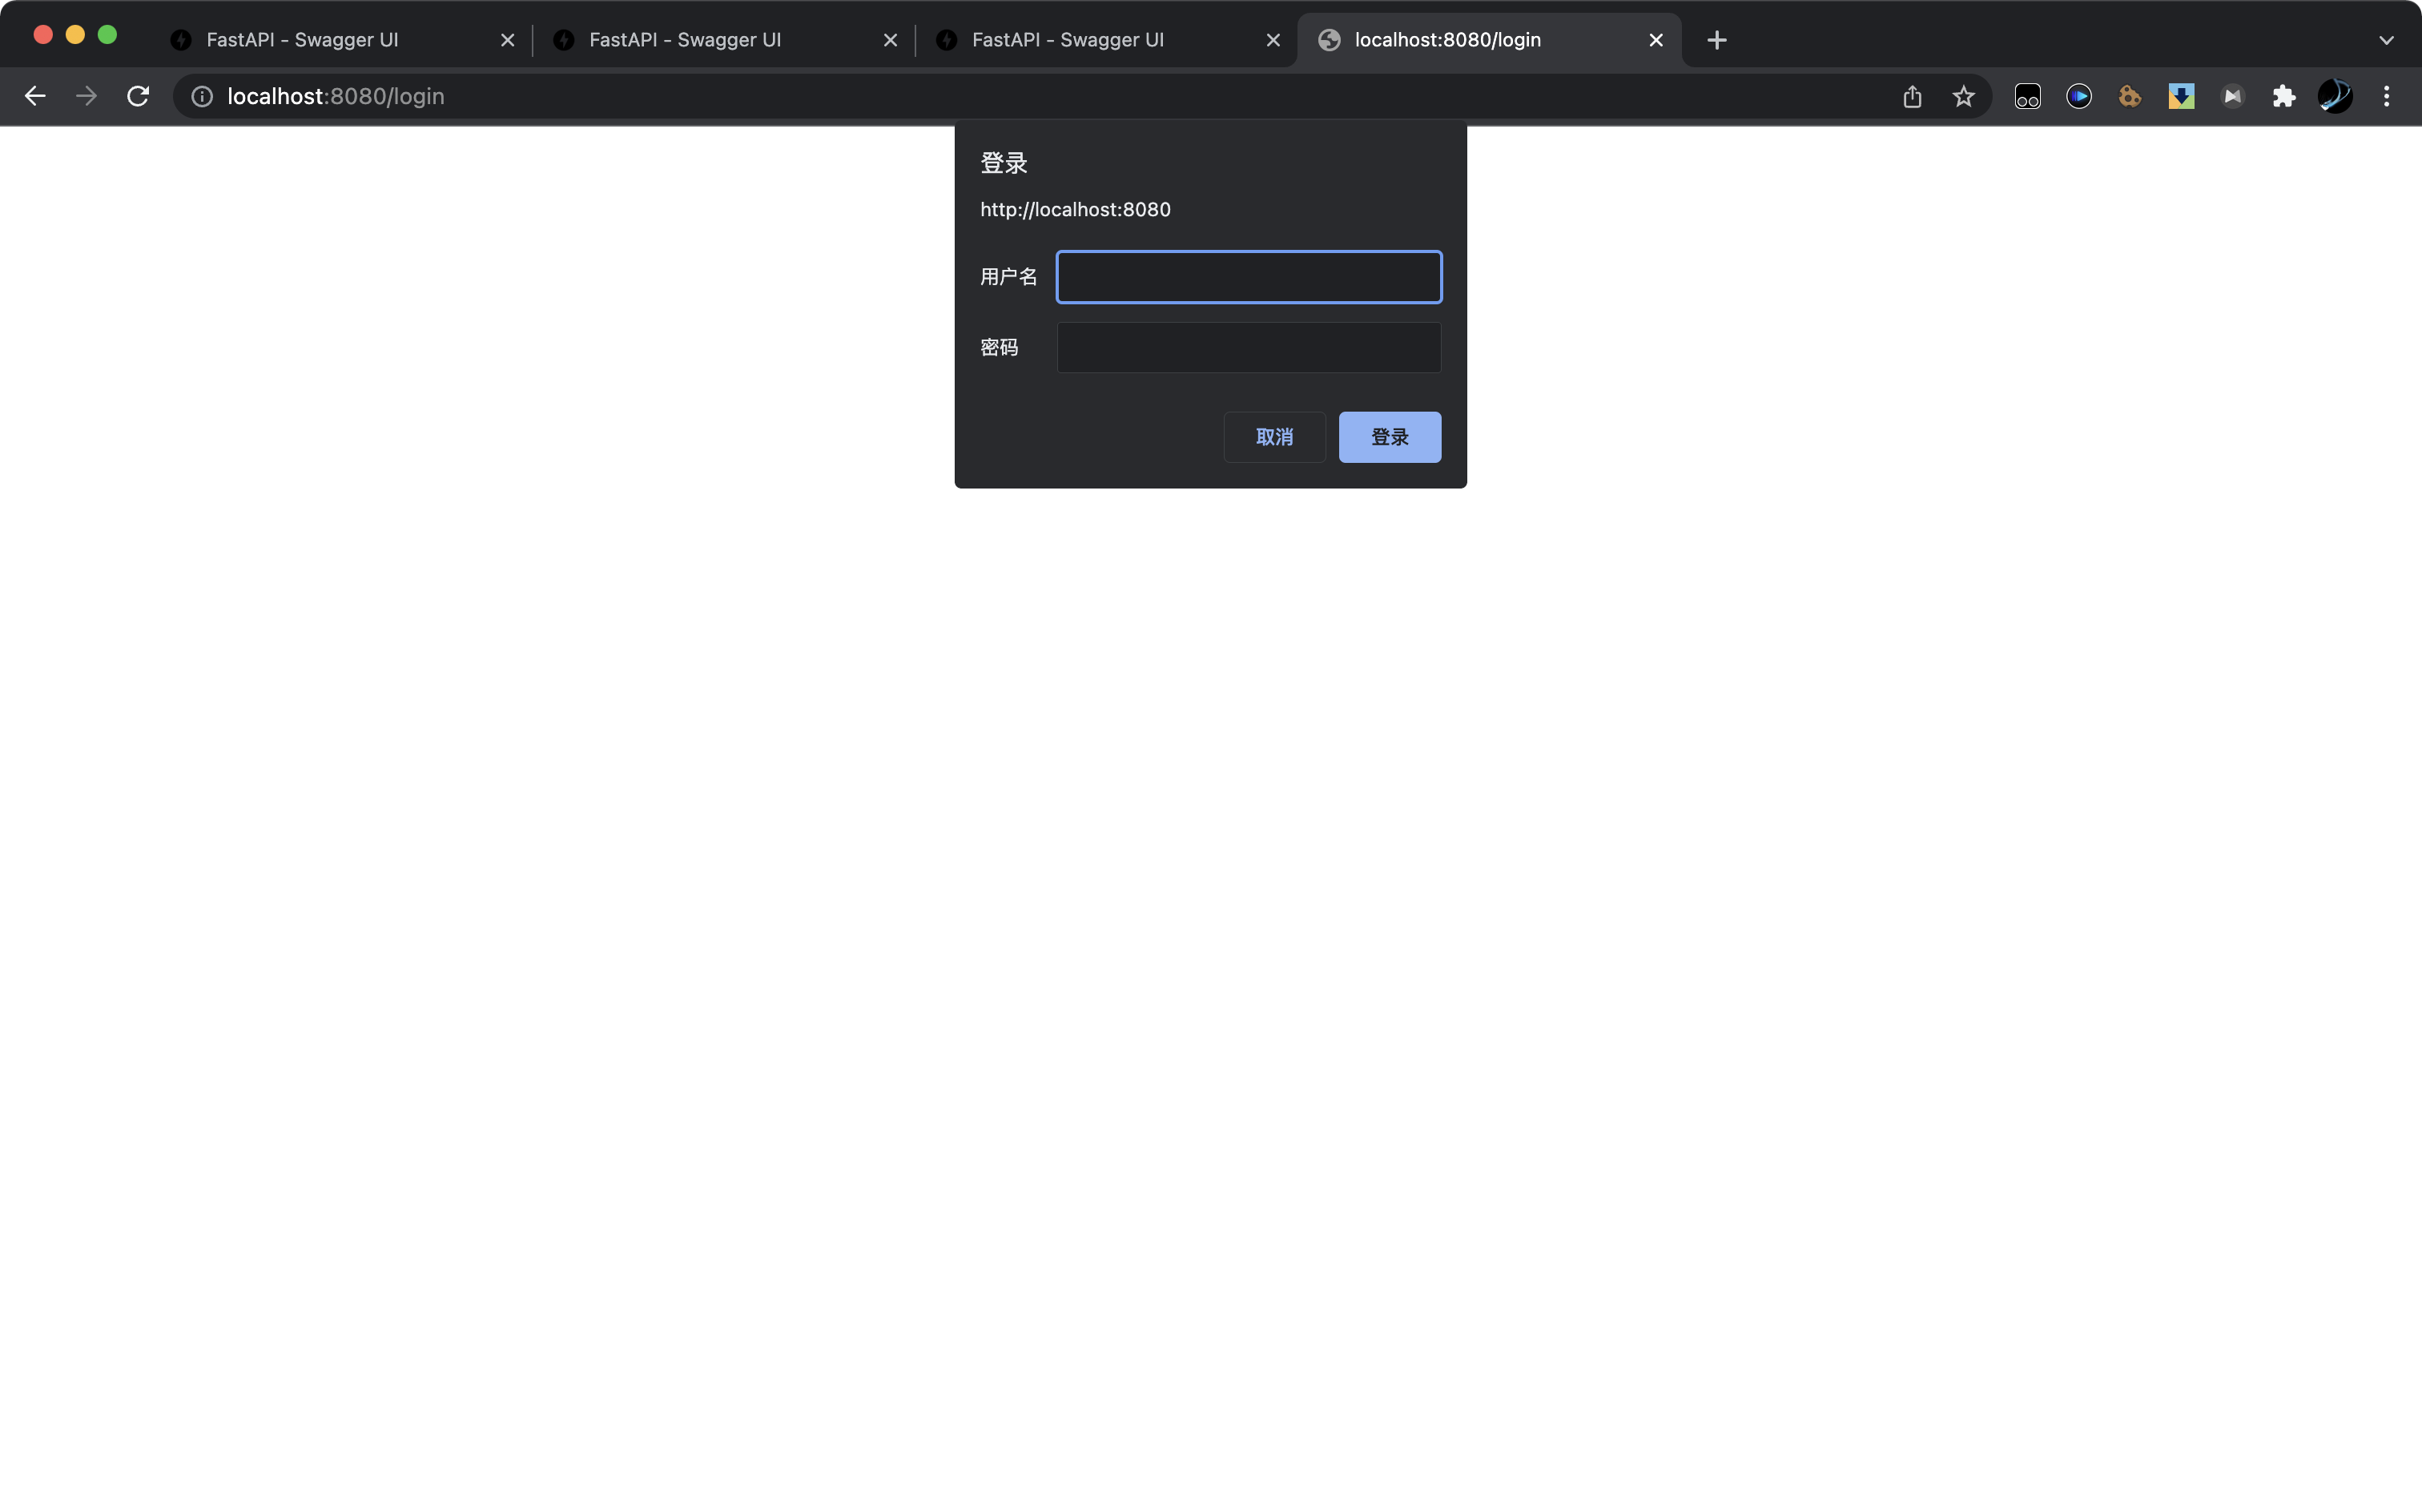 FastAPI - Swagger UI
FastAPI - Swagger UI
FastAPI - Swagger UI
localhost:8080/login
localhost:8080/login
登录
http://localhost:8080
用户名
密码
取消
登录